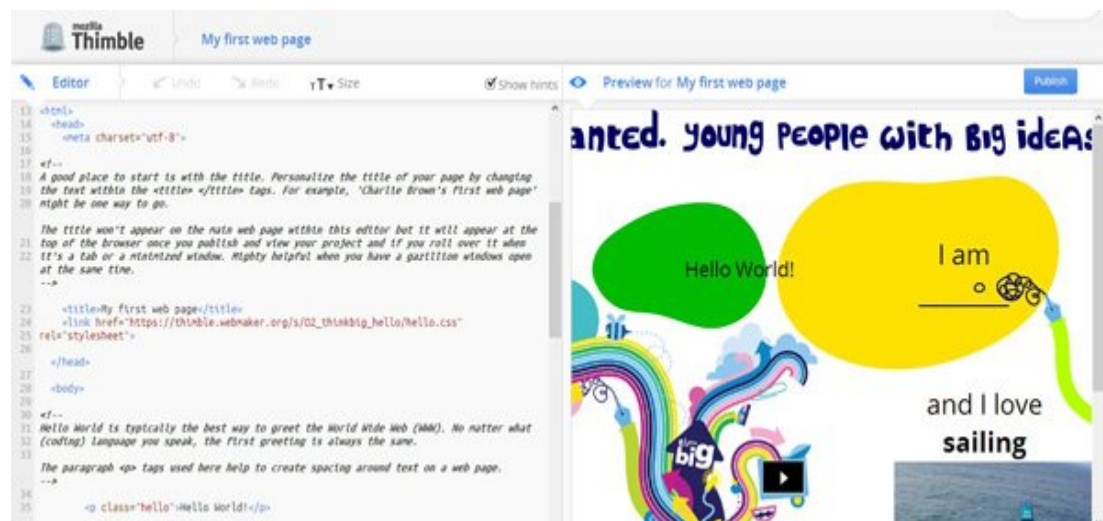 mozilla
Thimble
My first web page
Editor
Undo
Redo
TT Size
Show hints
Preview for My first web page
Publish
13 <html>
14 <head>
15 <meta charset="utf-8">
16
17 <!--
18 A good place to start is with the title. Personalize the title of your page by changing
19 the text within the <title> </title> tags. For example, 'Charlie Brown's First web page'
20 might be one way to go.
The title won't appear on the main web page within this editor but it will appear at the
21 top of the browser once you publish and view your project and if you roll over it when
22 it's a tab or a minimized window. Mighty helpful when you have a gazillion windows open
at the same time.
-->
23 <title>My first web page</title>
24 <link href="https://thimble.webmaker.org/s/O2_thinkbig_hello/hello.css"
25 rel="stylesheet">
26
</head>
27
28 <body>
29
30 <!--
31 Hello World is typically the best way to greet the World Wide Web (WWW). No matter what
32 (coding) language you speak, the first greeting is always the same.
33
The paragraph <p> tags used here help to create spacing around text on a web page.
-->
34
35 <p class="hello">Hello World!</p>
anted. Young People with Big ideas
Hello World!
I am
and I love
sailing
big